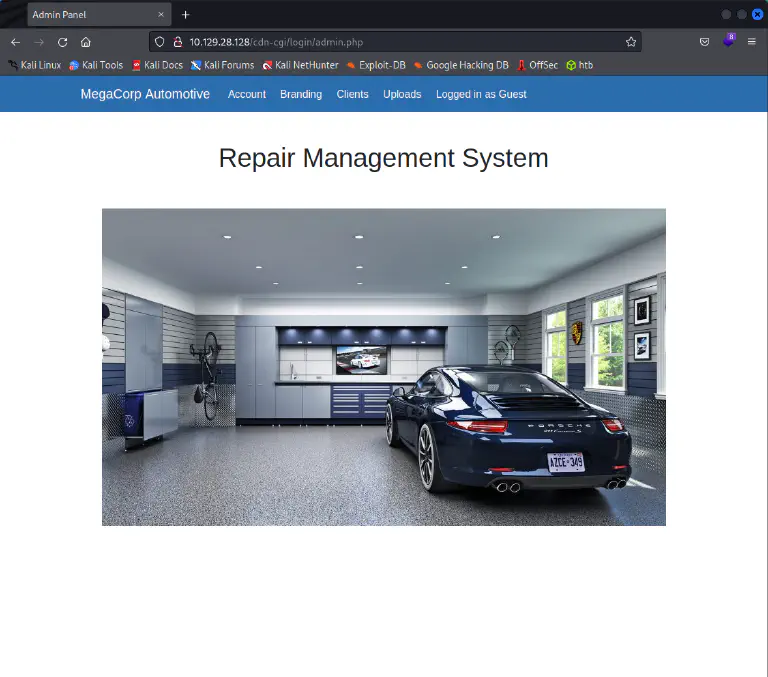 Admin Panel
10.129.28.128/cdn-cgi/login/admin.php
8
Kali Linux Kali Tools Kali Docs Kali Forums Kali NetHunter Exploit-DB Google Hacking DB OffSec htb
MegaCorp Automotive Account Branding Clients Uploads Logged in as Guest
Repair Management System
PORSCHE
AZCE·349